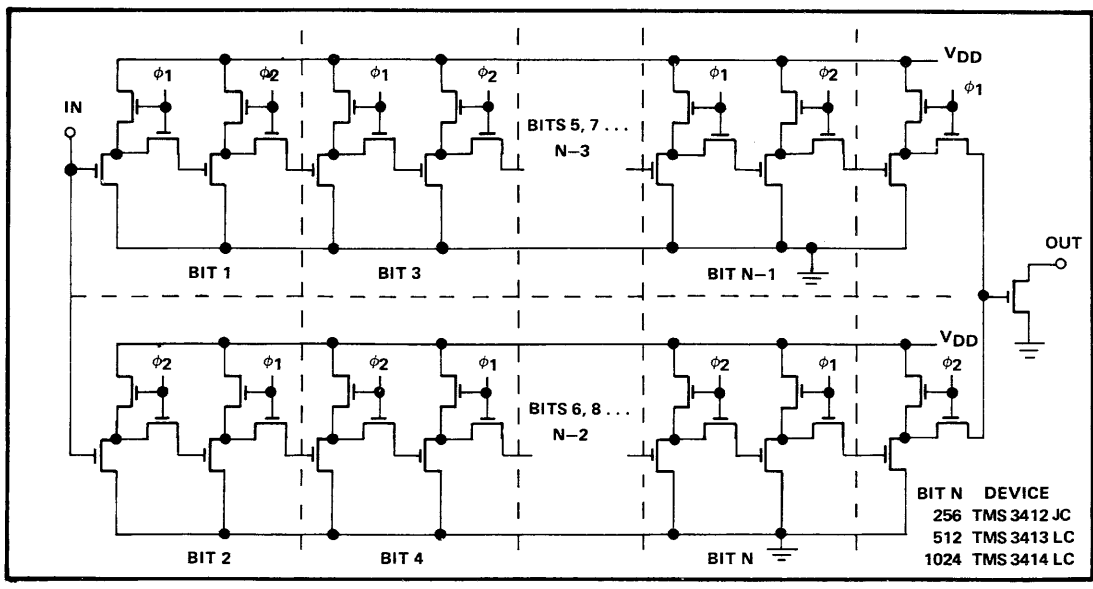 VDD
ϕ1 ϕ2 ϕ1 ϕ2 ϕ1 ϕ2 ϕ1
IN
BITS 5, 7 . . .
N–3
OUT
BIT 1 BIT 3 BIT N–1
VDD
ϕ2 ϕ1 ϕ2 ϕ1 ϕ2 ϕ1 ϕ2
BITS 6, 8 . . .
N–2
BIT N DEVICE
256 TMS 3412 JC
512 TMS 3413 LC
1024 TMS 3414 LC
BIT 2 BIT 4 BIT N